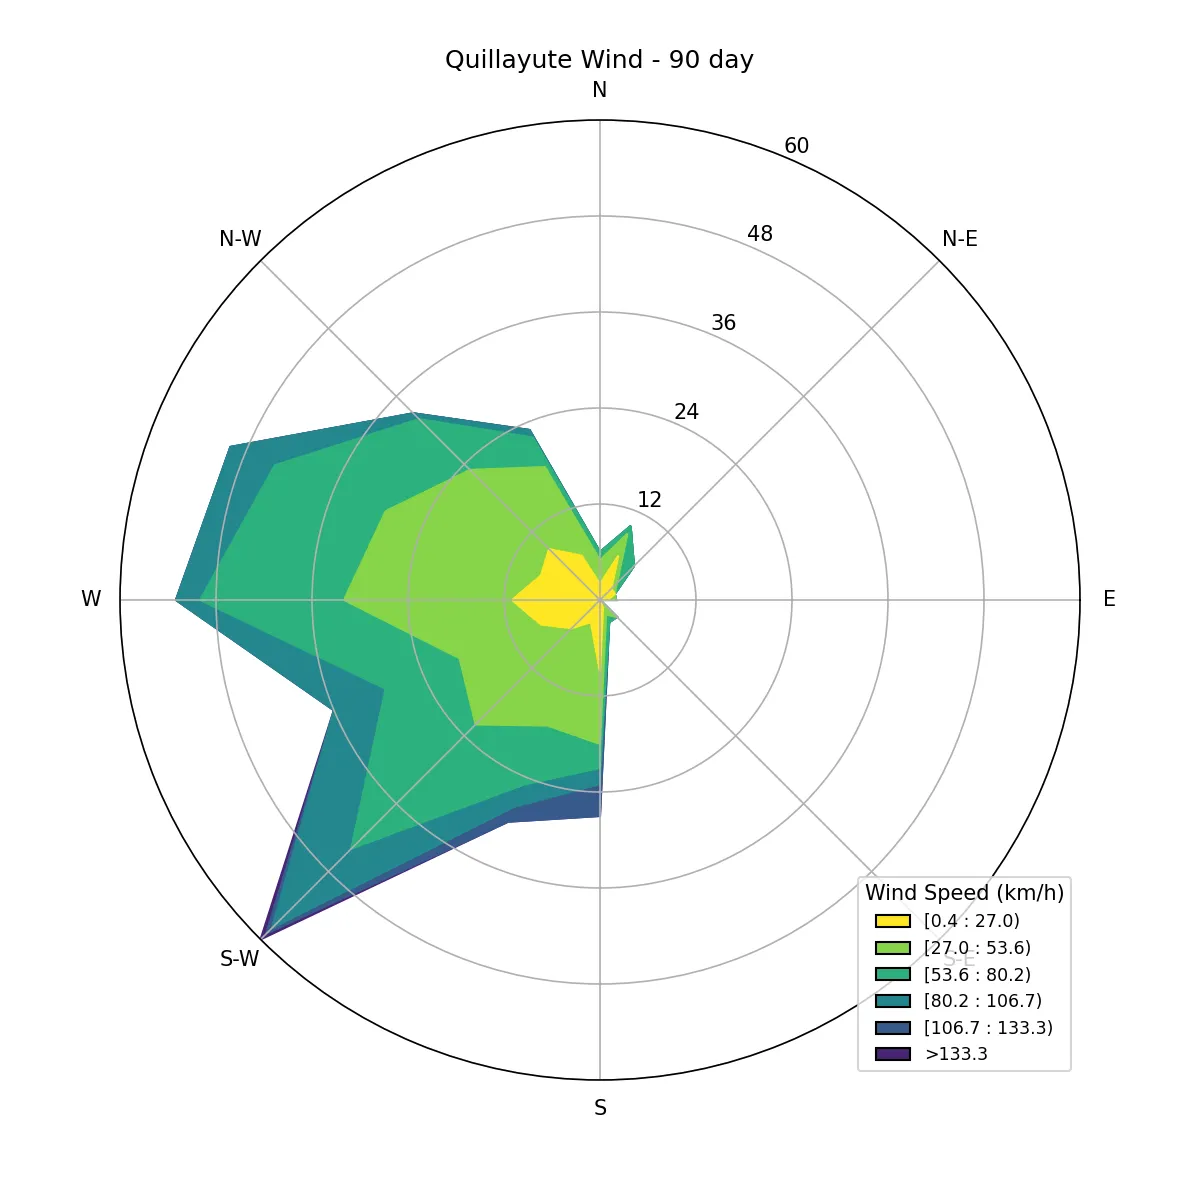 Quillayute Wind - 90 day
N
60
N-W
48
N-E
36
24
12
W
E
S-W
S-E
S
Wind Speed (km/h)
[0.4 : 27.0)
[27.0 : 53.6)
[53.6 : 80.2)
[80.2 : 106.7)
[106.7 : 133.3)
>133.3